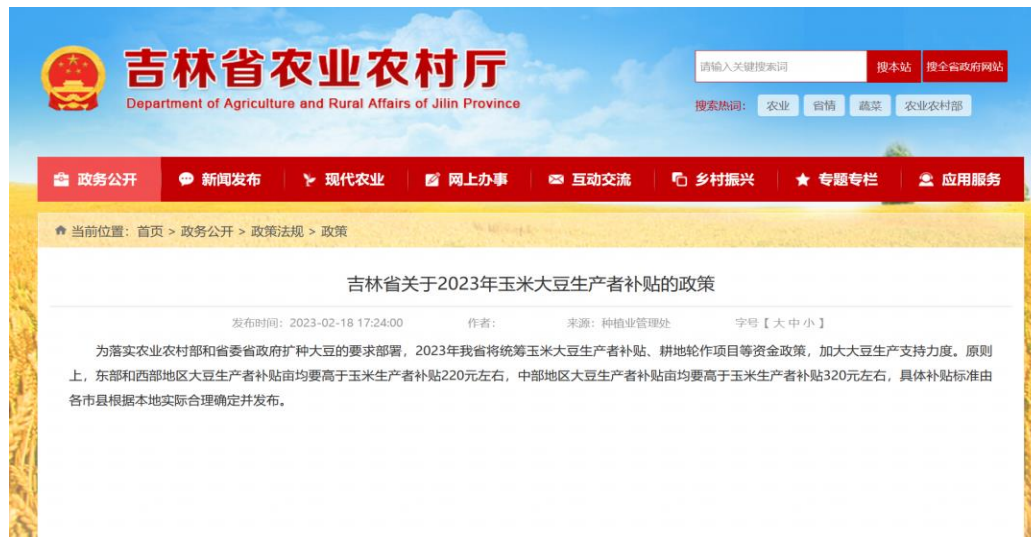 吉林省农业农村厅
Department of Agriculture and Rural Affairs of Jilin Province
请输入关键搜索词
搜本站
搜全省政府网站
搜索热词： 农业 省情 蔬菜 农业农村部
政务公开 新闻发布 现代农业 网上办事 互动交流 乡村振兴 专题专栏 应用服务
当前位置：首页 > 政务公开 > 政策法规 > 政策
吉林省关于2023年玉米大豆生产者补贴的政策
发布时间：2023-02-18 17:24:00 作者： 来源：种植业管理处 字号【 大 中 小 】
为落实农业农村部和省委省政府扩种大豆的要求部署，2023年我省将统筹玉米大豆生产者补贴、耕地轮作项目等资金政策，加大大豆生产支持力度。原则
上，东部和西部地区大豆生产者补贴亩均要高于玉米生产者补贴220元左右，中部地区大豆生产者补贴亩均要高于玉米生产者补贴320元左右，具体补贴标准由
各市县根据本地实际合理确定并发布。